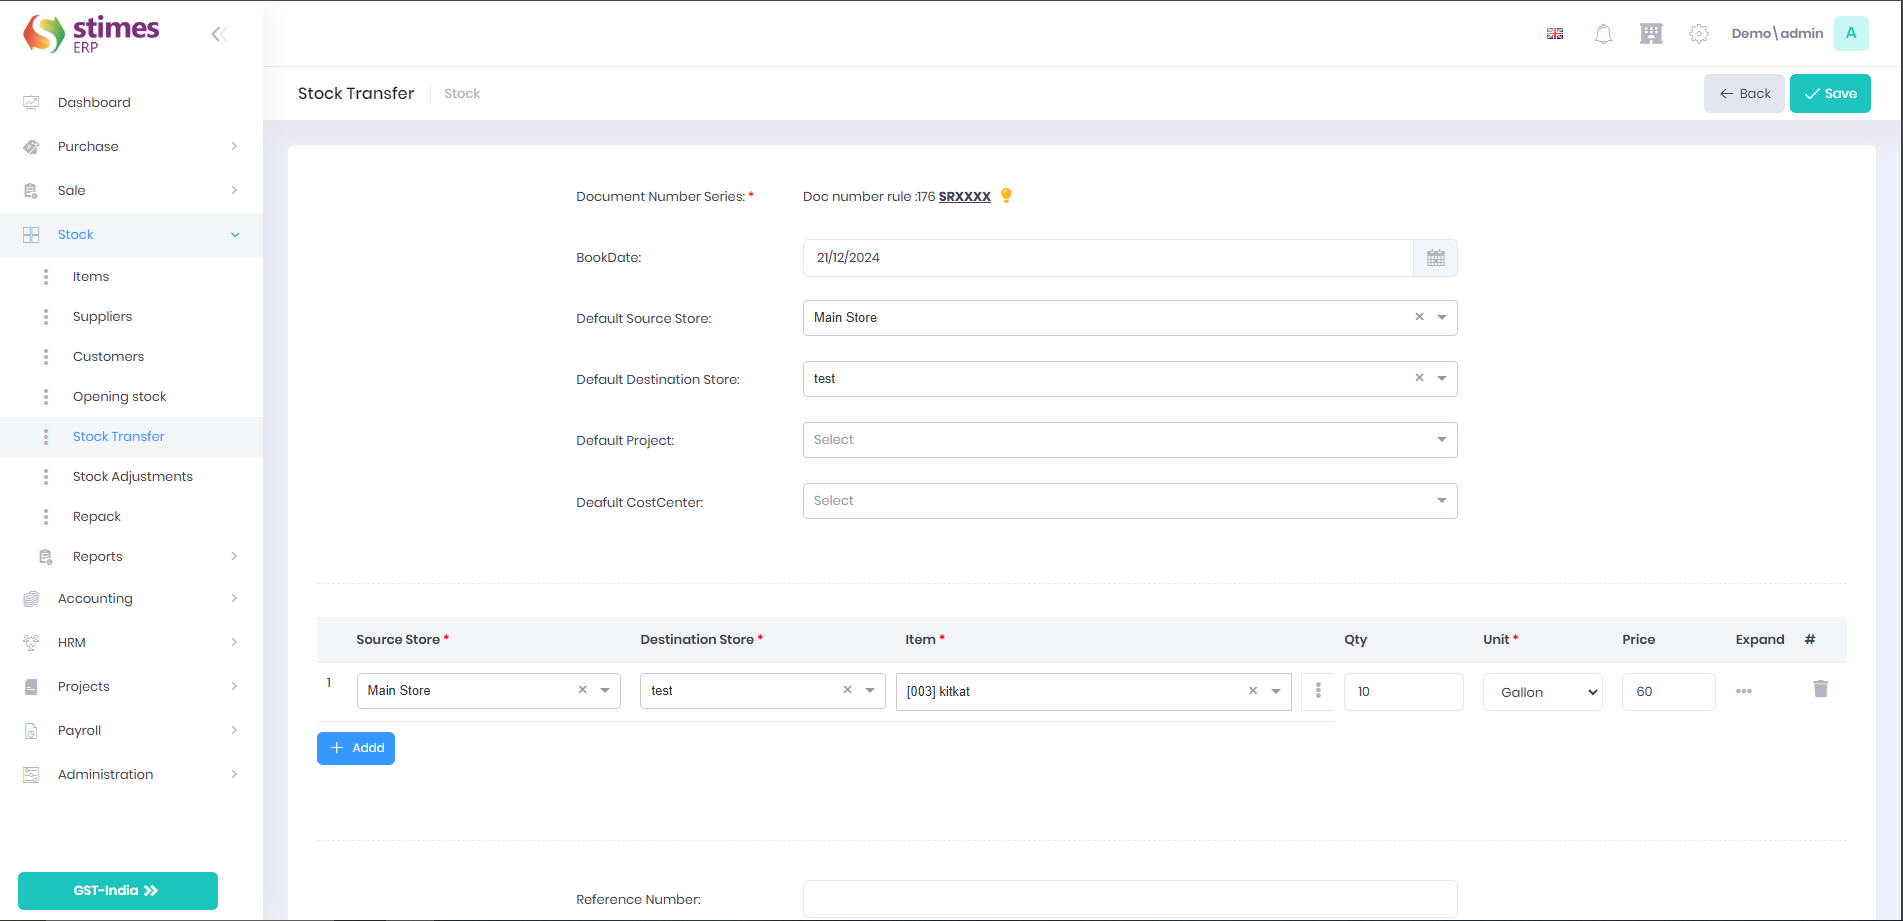 stimes
ERP
Demo\admin
A
Dashboard
Purchase
Sale
Stock
Items
Suppliers
Customers
Opening stock
Stock Transfer
Stock Adjustments
Repack
Reports
Accounting
HRM
Projects
Payroll
Administration
GST-India
Stock Transfer
Stock
Back
Save
Document Number Series: *
Doc number rule :176 SRXXXX
BookDate:
21/12/2024
Default Source Store:
Main Store
Default Destination Store:
test
Default Project:
Select
Deafult CostCenter:
Select
Source Store * Destination Store * Item * Qty Unit * Price Expand #
1 Main Store test [003] kitkat 10 Gallon 60
Addd
Reference Number: